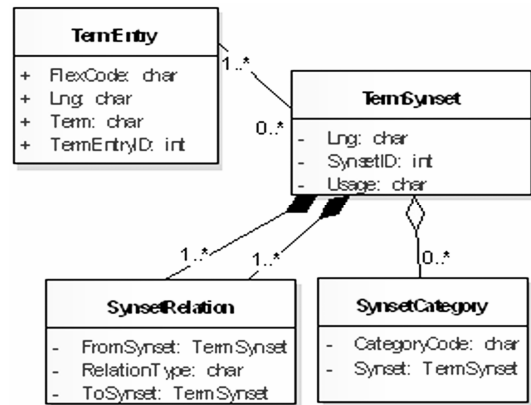 TermEntry
+ FlexCode: char
+ Lng: char
+ Term: char
+ TermEntryID: int
1..*
0..*
TermSynset
- Lng: char
- SynsetID: int
- Usage: char
1..*
1..*
0..*
SynsetRelation
- FromSynset: TermSynset
- RelationType: char
- ToSynset: TermSynset
SynsetCategory
- CategoryCode: char
- Synset: TermSynset